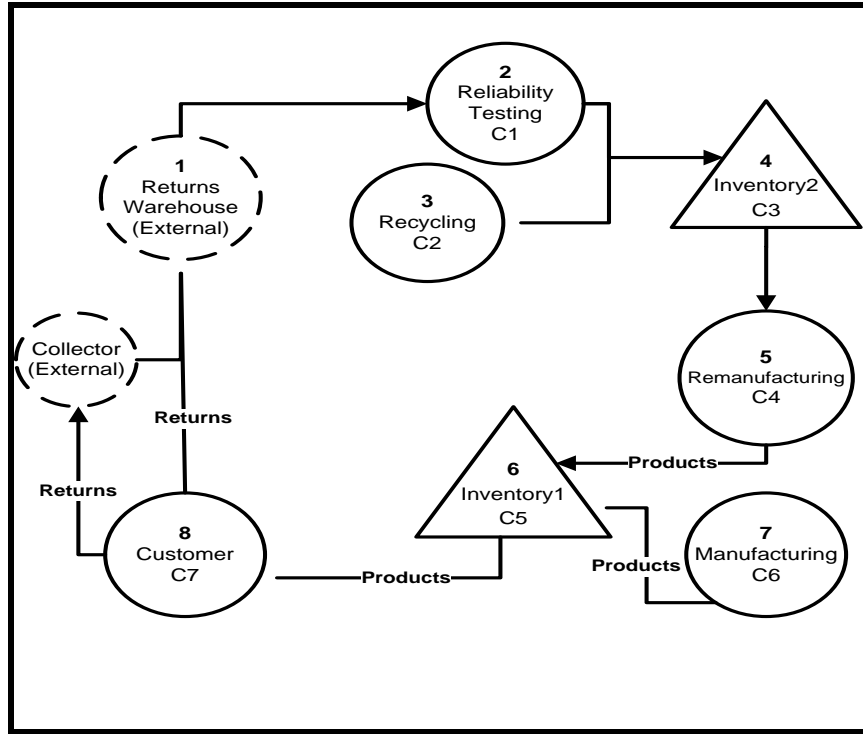 1
Returns
Warehouse
(External)
2
Reliability
Testing
C1
3
Recycling
C2
4
Inventory2
C3
Collector
(External)
5
Remanufacturing
C4
Returns
Products
Returns
6
Inventory1
C5
7
Manufacturing
C6
8
Customer
C7
Products
Products